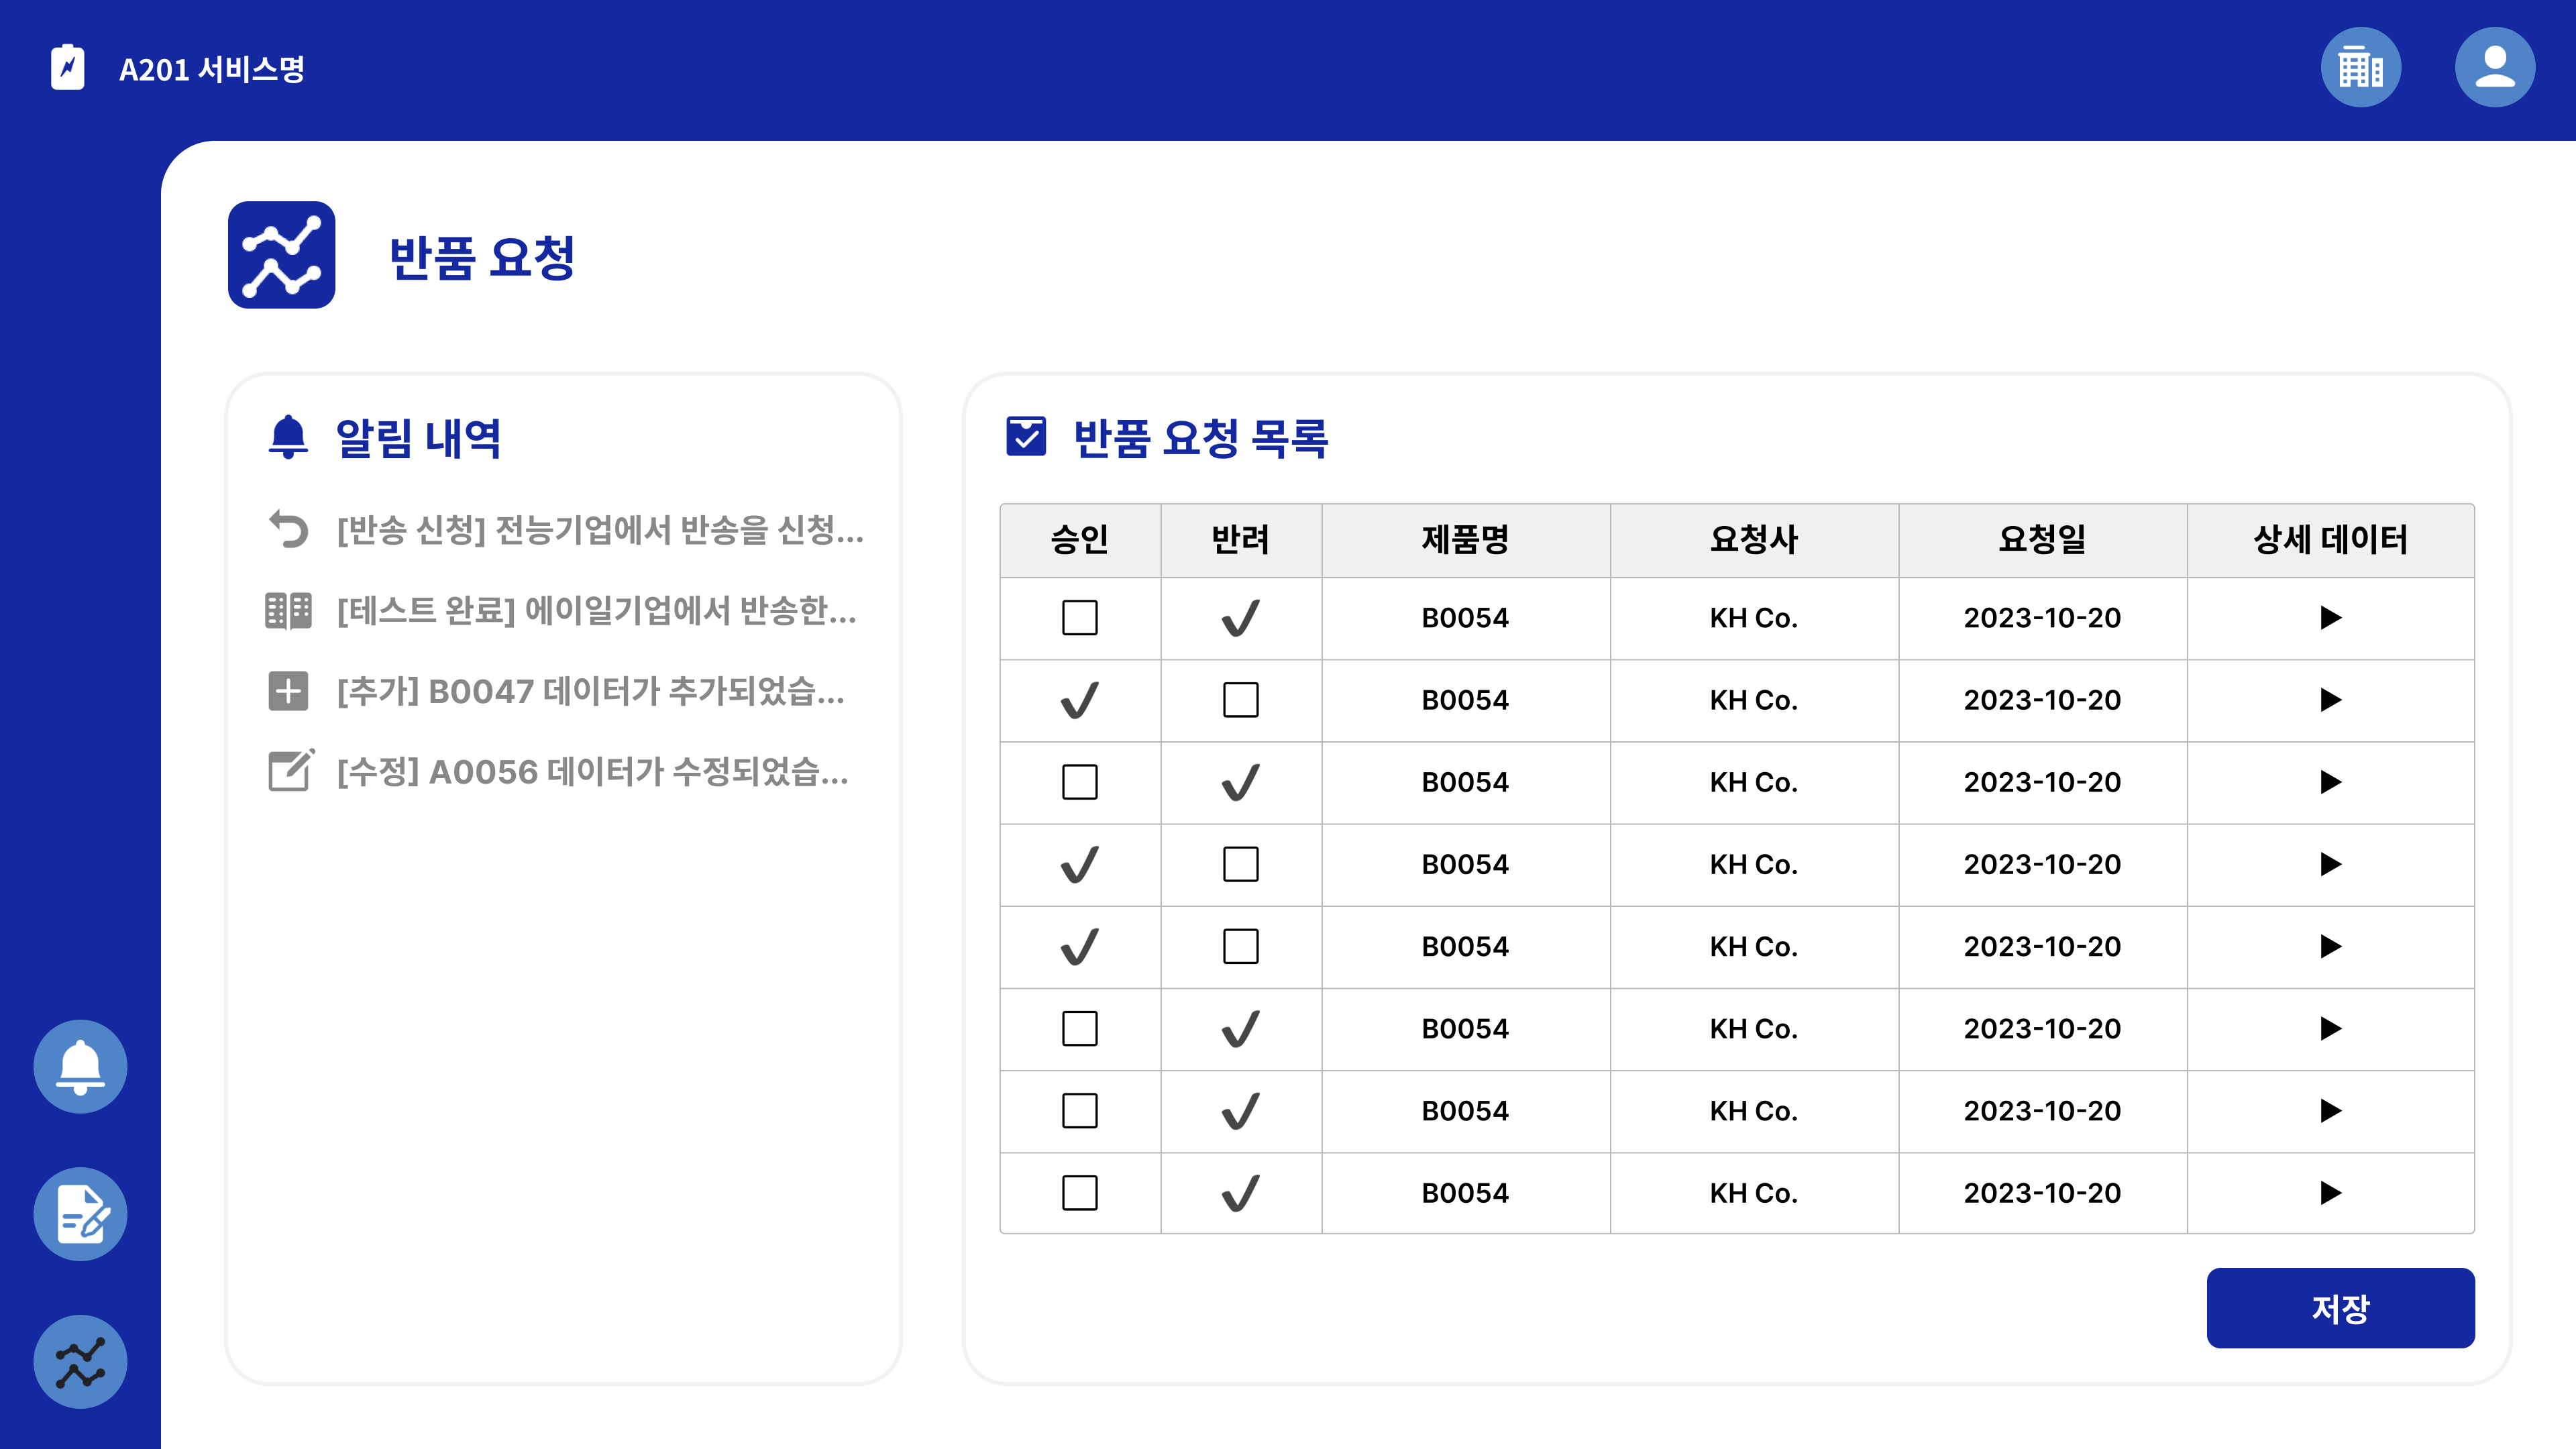 A201 서비스명
반품 요청
알림 내역
[반송 신청] 전능기업에서 반송을 신청...
[테스트 완료] 에이일기업에서 반송한...
[추가] B0047 데이터가 추가되었습...
[수정] A0056 데이터가 수정되었습...
반품 요청 목록
승인 반려 제품명 요청사 요청일 상세 데이터
B0054 KH Co. 2023-10-20
B0054 KH Co. 2023-10-20
B0054 KH Co. 2023-10-20
B0054 KH Co. 2023-10-20
B0054 KH Co. 2023-10-20
B0054 KH Co. 2023-10-20
B0054 KH Co. 2023-10-20
B0054 KH Co. 2023-10-20
저장